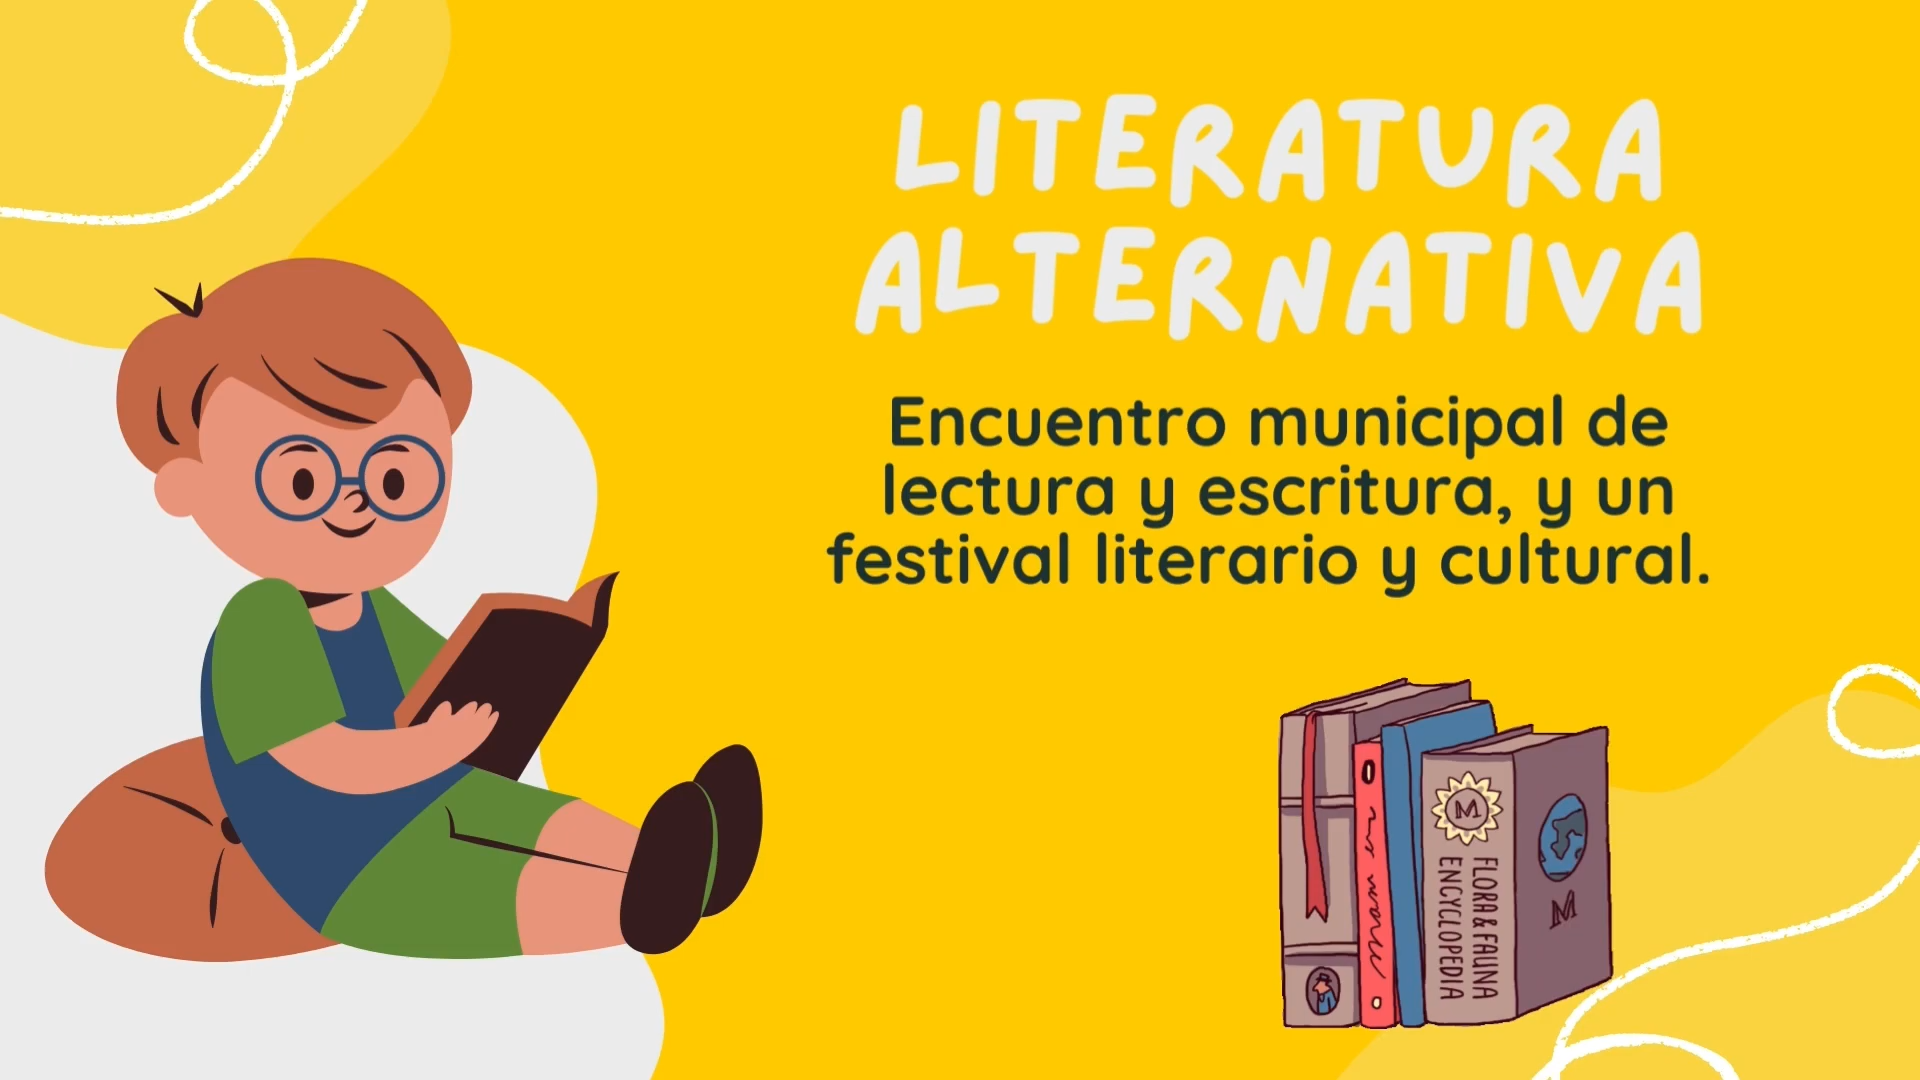 LITERATURA
ALTERNATIVA
Encuentro municipal de
lectura y escritura, y un
festival literario y cultural.
M
FLORA & FAUNA
ENCYCLOPEDIA
M